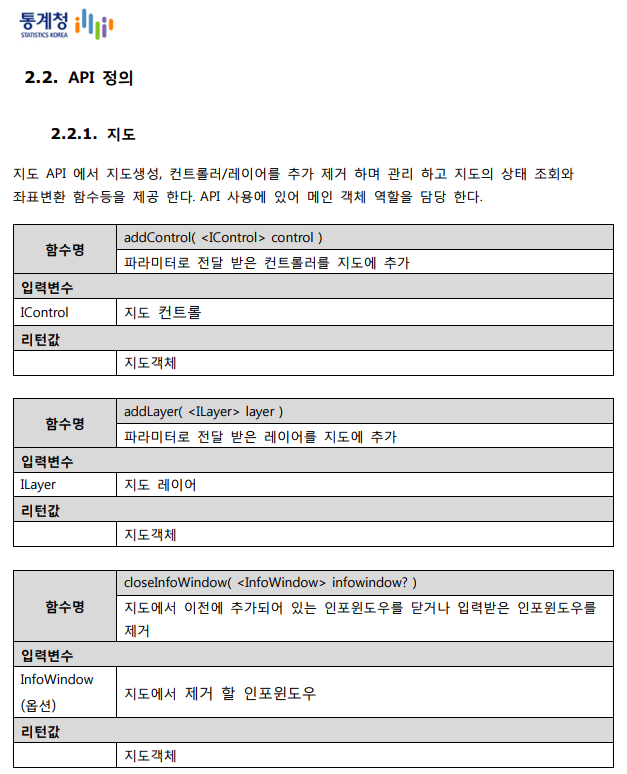 통계청
STATISTICS KOREA
2.2. API 정의
2.2.1. 지도
지도 API 에서 지도생성, 컨트롤러/레이어를 추가 제거 하며 관리 하고 지도의 상태 조회와
좌표변환 함수등을 제공 한다. API 사용에 있어 메인 객체 역할을 담당 한다.
함수명
addControl( <IControl> control )
파라미터로 전달 받은 컨트롤러를 지도에 추가
입력변수
IControl 지도 컨트롤
리턴값
지도객체
함수명
addLayer( <ILayer> layer )
파라미터로 전달 받은 레이어를 지도에 추가
입력변수
ILayer 지도 레이어
리턴값
지도객체
함수명
closeInfoWindow( <InfoWindow> infowindow? )
지도에서 이전에 추가되어 있는 인포윈도우를 닫거나 입력받은 인포윈도우를
제거
입력변수
InfoWindow
(옵션)
지도에서 제거 할 인포윈도우
리턴값
지도객체